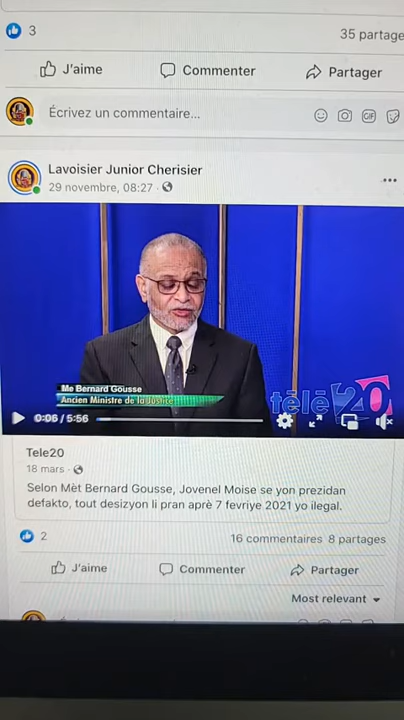 3
35 partage
J'aime
Commenter
Partager
Écrivez un commentaire...
GIF
Lavoisier Junior Cherisier
29 novembre, 08:27
Me Bernard Gousse
Ancien Ministre de la Justice
télé 20
0:06 / 5:56
Tele20
18 mars
Selon Mèt Bernard Gousse, Jovenel Moise se yon prezidan
defakto, tout desizyon li pran aprè 7 fevriye 2021 yo ilegal.
2
16 commentaires 8 partages
J'aime
Commenter
Partager
Most relevant